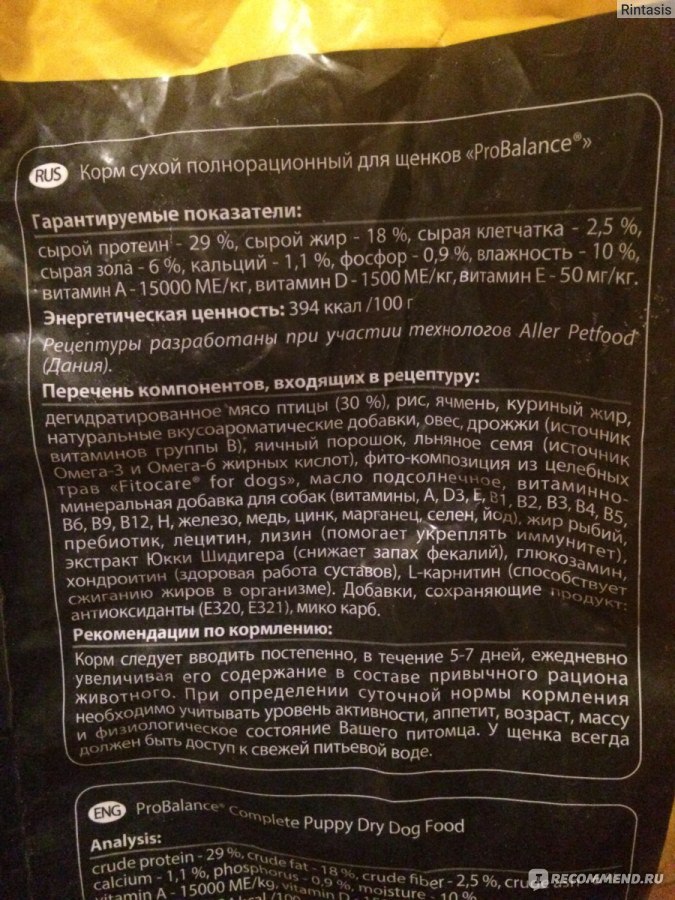 Rintasis
RUS Корм сухой полнорационный для щенков «ProBalance®»
Гарантируемые показатели:
сырой протеин - 29 %, сырой жир - 18 %, сырая клетчатка - 2,5 %,
сырая зола - 6 %, кальций - 1,1 %, фосфор - 0,9 %, влажность - 10 %,
витамин А - 15000 МЕ/кг, витамин D - 1500 МЕ/кг, витамин Е - 50 мг/кг.
Энергетическая ценность: 394 ккал /100 г
Рецептуры разработаны при участии технологов Aller Petfood
(Дания).
Перечень компонентов, входящих в рецептуру:
дегидратированное мясо птицы (30 %), рис, ячмень, куриный жир,
натуральные вкусоароматические добавки, овес, дрожжи (источник
витаминов группы В), яичный порошок, льняное семя (источник
Омега-3 и Омега-6 жирных кислот), фито-композиция из целебных
трав «Fitocare® for dogs», масло подсолнечное, витаминно-
минеральная добавка для собак (витамины, А, D3, Е, В1, В2, В3, В4, В5,
В6, В9, В12, Н, железо, медь, цинк, марганец, селен, йод), жир рыбий,
пребиотик, лецитин, лизин (помогает укреплять иммунитет),
экстракт Юкки Шидигера (снижает запах фекалий), глюкозамин,
хондроитин (здоровая работа суставов), L-карнитин (способствует
сжиганию жиров в организме). Добавки, сохраняющие продукт:
антиоксиданты (Е320, Е321), мико карб.
Рекомендации по кормлению:
Корм следует вводить постепенно, в течение 5-7 дней, ежедневно
увеличивая его содержание в составе привычного рациона
животного. При определении суточной нормы кормления
необходимо учитывать уровень активности, аппетит, возраст, массу
и физиологическое состояние Вашего питомца. У щенка всегда
должен быть доступ к свежей питьевой воде.
ENG ProBalance® Complete Puppy Dry Dog Food
Analysis:
crude protein - 29 %, crude fat - 18 %, crude fiber - 2,5 %, crude ash
calcium - 1,1 %, phosphorus - 0,9 %, moisture - 10 %
vitamin A - 15000 ME/kg, vitamin D
IRECOMMEND.RU